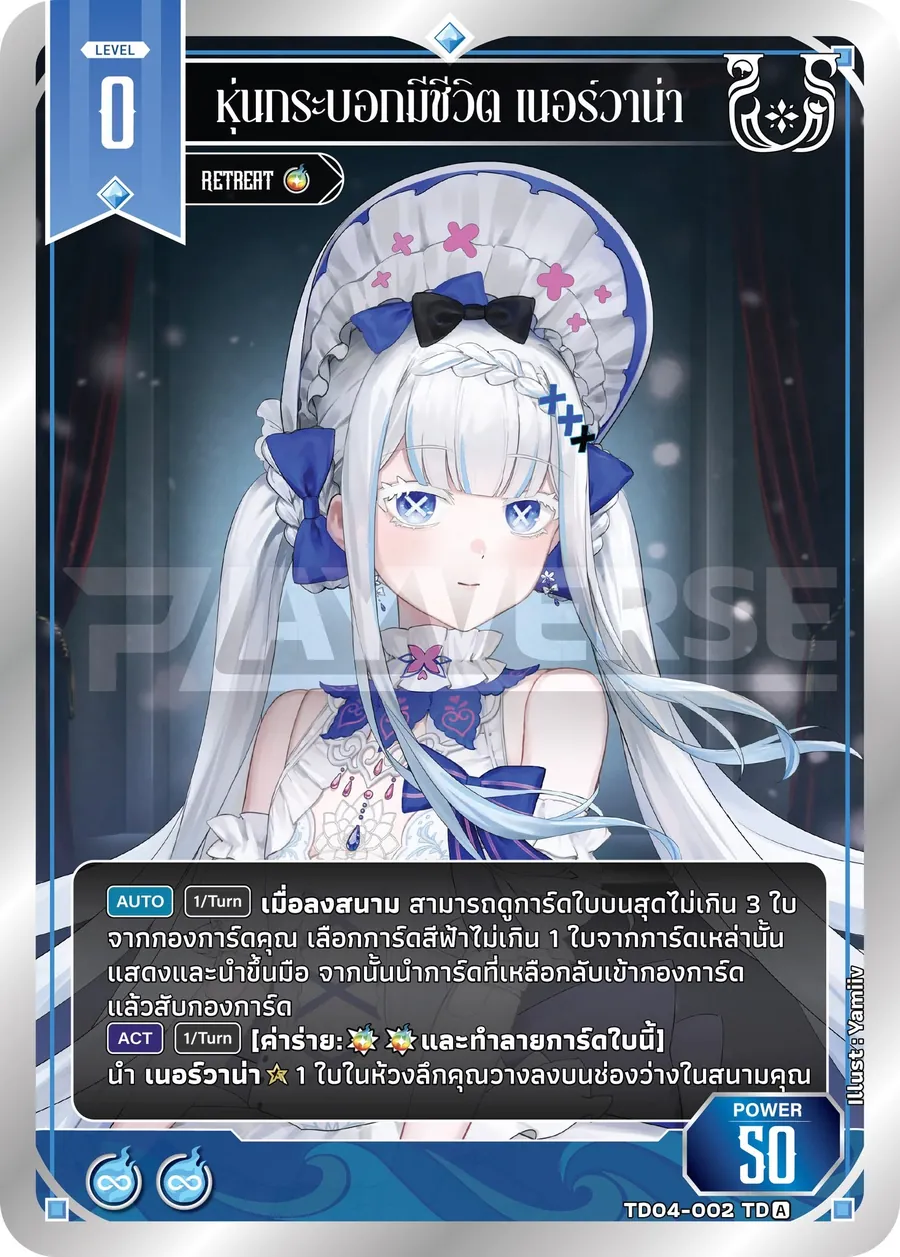 LEVEL
0
หุ่นกระบอกมีชีวิต เนอร์วาน่า
RETREAT
PLAYVERSE
AUTO 1/Turn เมื่อลงสนาม สามารถดูการ์ดใบบนสุดไม่เกิน 3 ใบ
จากกองการ์ดคุณ เลือกการ์ดสีฟ้าไม่เกิน 1 ใบจากการ์ดเหล่านั้น
แสดงและนำขึ้นมือ จากนั้นนำการ์ดที่เหลือกลับเข้ากองการ์ด
แล้วสับกองการ์ด
ACT 1/Turn [ค่าร่าย: และทำลายการ์ดใบนี้]
นำ เนอร์วาน่า 1 ใบในห้วงลึกคุณวางลงบนช่องว่างในสนามคุณ
Illust : Yamiiv
POWER
50
TD04-002 TD A